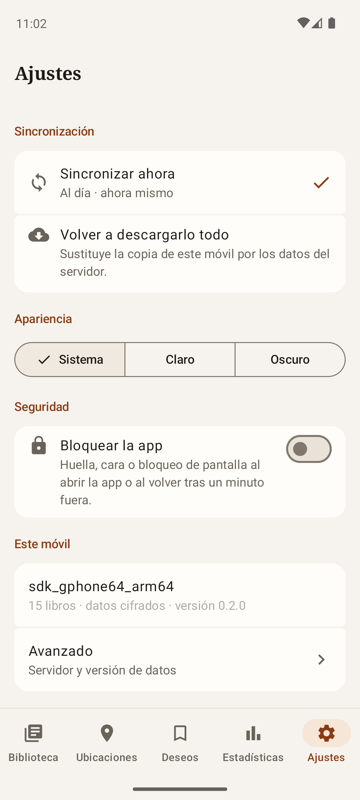 11:02
Ajustes
Sincronización
Sincronizar ahora
Al día · ahora mismo
Volver a descargarlo todo
Sustituye la copia de este móvil por los datos del
servidor.
Apariencia
Sistema
Claro
Oscuro
Seguridad
Bloquear la app
Huella, cara o bloqueo de pantalla al
abrir la app o al volver tras un minuto
fuera.
Este móvil
sdk_gphone64_arm64
15 libros · datos cifrados · versión 0.2.0
Avanzado
Servidor y versión de datos
Biblioteca
Ubicaciones
Deseos
Estadísticas
Ajustes